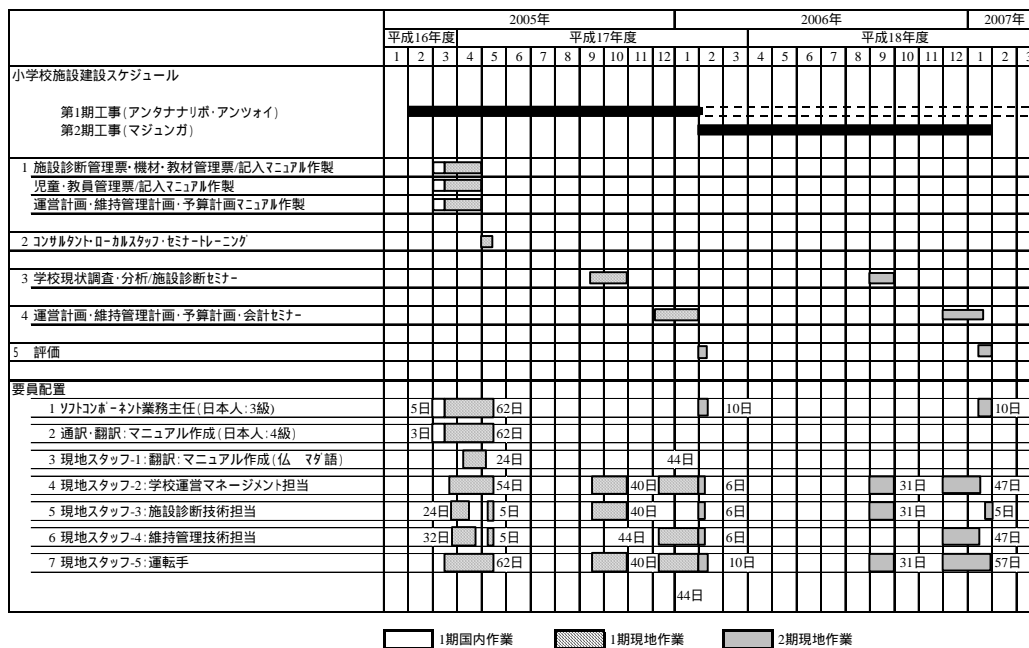 2005年 2006年 2007年
平成16年度 平成17年度 平成18年度
1 2 3 4 5 6 7 8 9 10 11 12 1 2 3 4 5 6 7 8 9 10 11 12 1 2 3
小学校施設建設スケジュール
第1期工事(アンタナナリボ・アンツォイ)
第2期工事(マジュンガ)
1 施設診断管理票・機材・教材管理票/記入マニュアル作製
児童・教員管理票/記入マニュアル作製
運営計画・維持管理計画・予算計画マニュアル作製
2 コンサルタント・ローカルスタッフ・セミナートレーニング
3 学校現状調査・分析/施設診断セミナー
4 運営計画・維持管理計画・予算計画・会計セミナー
5 評価
要員配置
1 ソフトコンポーネント業務主任(日本人:3級) 5日 62日 10日 10日
2 通訳・翻訳:マニュアル作成(日本人:4級) 3日 62日
3 現地スタッフ-1:翻訳:マニュアル作成(仏 マダ語) 24日 44日
4 現地スタッフ-2:学校運営マネージメント担当 54日 40日 6日 31日 47日
5 現地スタッフ-3:施設診断技術担当 24日 5日 40日 6日 31日 5日
6 現地スタッフ-4:維持管理技術担当 32日 5日 44日 6日 47日
7 現地スタッフ-5:運転手 62日 40日 10日 31日 57日
44日
1期国内作業 1期現地作業 2期現地作業